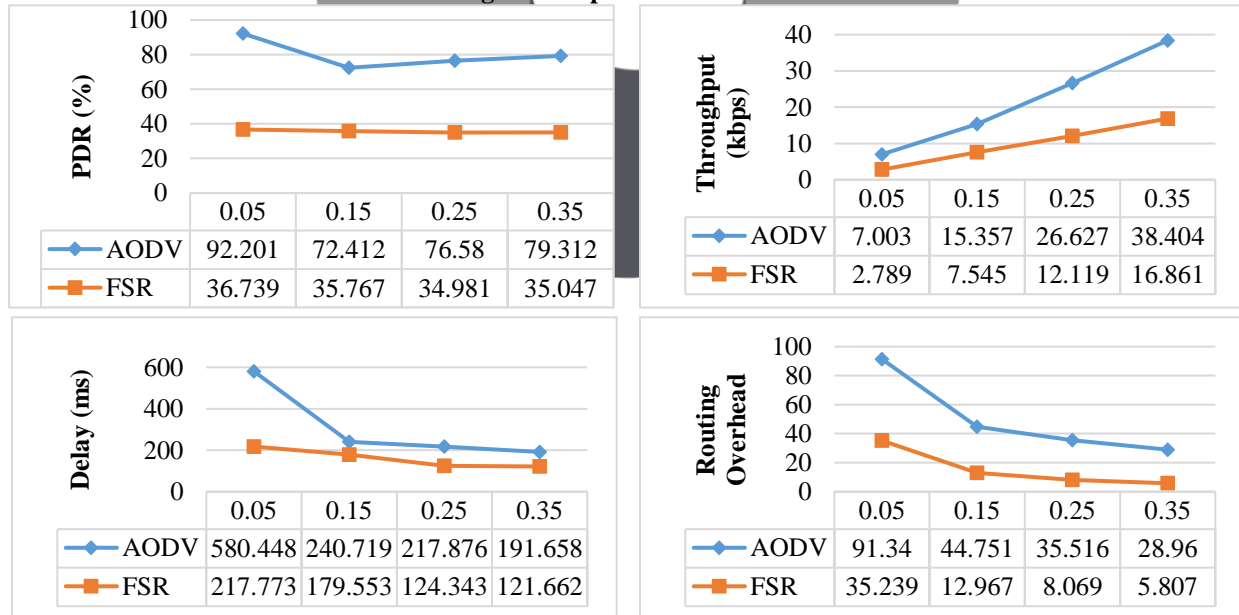 PDR (%)
100
80
60
40
20
0
0.05 0.15 0.25 0.35
AODV 92.201 72.412 76.58 79.312
FSR 36.739 35.767 34.981 35.047
Throughput
(kbps)
40
30
20
10
0
0.05 0.15 0.25 0.35
AODV 7.003 15.357 26.627 38.404
FSR 2.789 7.545 12.119 16.861
Delay (ms)
600
400
200
0
0.05 0.15 0.25 0.35
AODV 580.448 240.719 217.876 191.658
FSR 217.773 179.553 124.343 121.662
Routing
Overhead
100
80
60
40
20
0
0.05 0.15 0.25 0.35
AODV 91.34 44.751 35.516 28.96
FSR 35.239 12.967 8.069 5.807